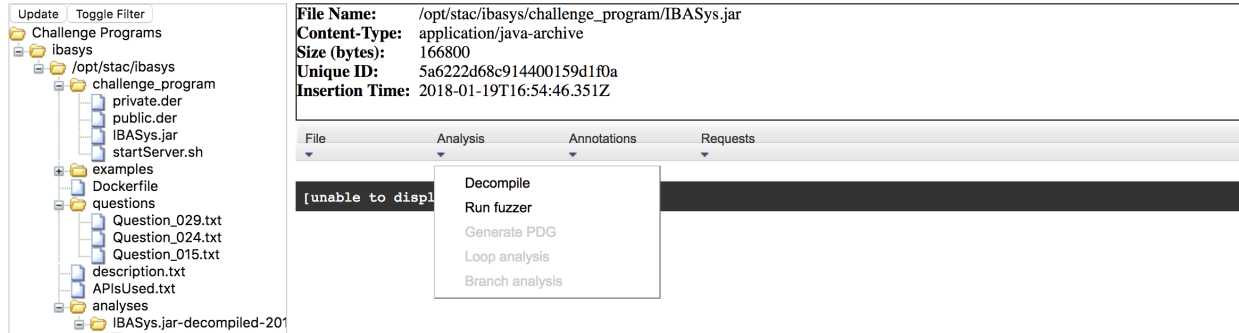 Update Toggle Filter
Challenge Programs
ibasys
/opt/stac/ibasys
challenge_program
private.der
public.der
IBASys.jar
startServer.sh
examples
Dockerfile
questions
Question_029.txt
Question_024.txt
Question_015.txt
description.txt
APIsUsed.txt
analyses
IBASys.jar-decompiled-201
File Name: /opt/stac/ibasys/challenge_program/IBASys.jar
Content-Type: application/java-archive
Size (bytes): 166800
Unique ID: 5a6222d68c914400159d1f0a
Insertion Time: 2018-01-19T16:54:46.351Z
File Analysis Annotations Requests
Decompile
Run fuzzer
Generate PDG
Loop analysis
Branch analysis
[unable to displ